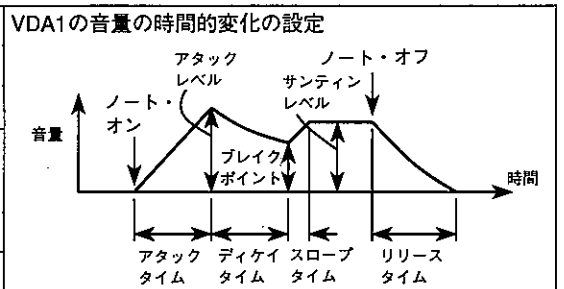 VDA1の音量の時間的変化の設定
アタック
レベル
ノート・オフ
サンティン
レベル
ノート・
オン
音量
ブレイク
ポイント
時間
アタック
タイム
ディケイ
タイム
スロープ
タイム
リリース
タイム